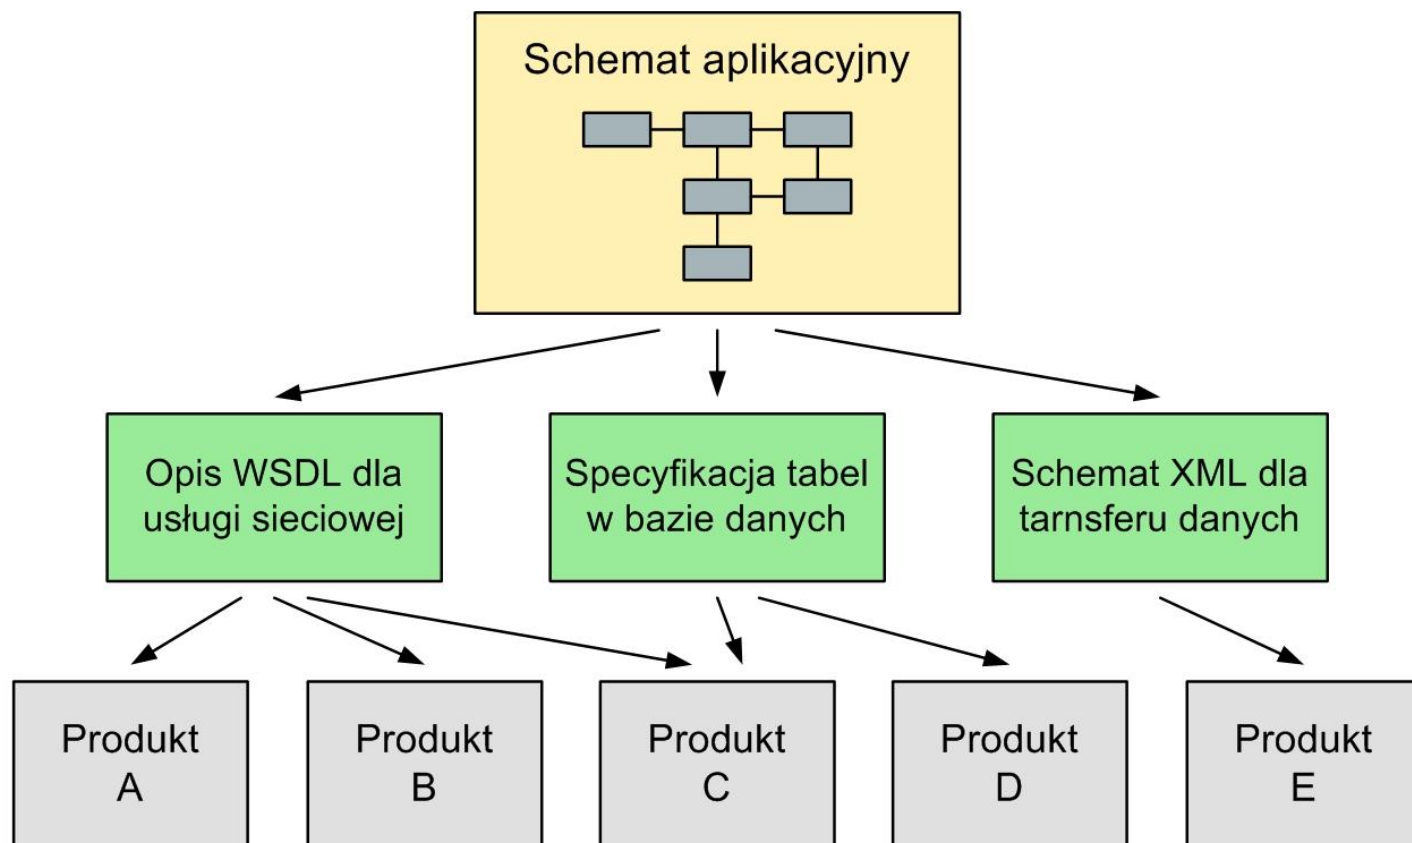 Schemat aplikacyjny
Opis WSDL dla
usługi sieciowej
Specyfikacja tabel
w bazie danych
Schemat XML dla
tarnsferu danych
Produkt
A
Produkt
B
Produkt
C
Produkt
D
Produkt
E